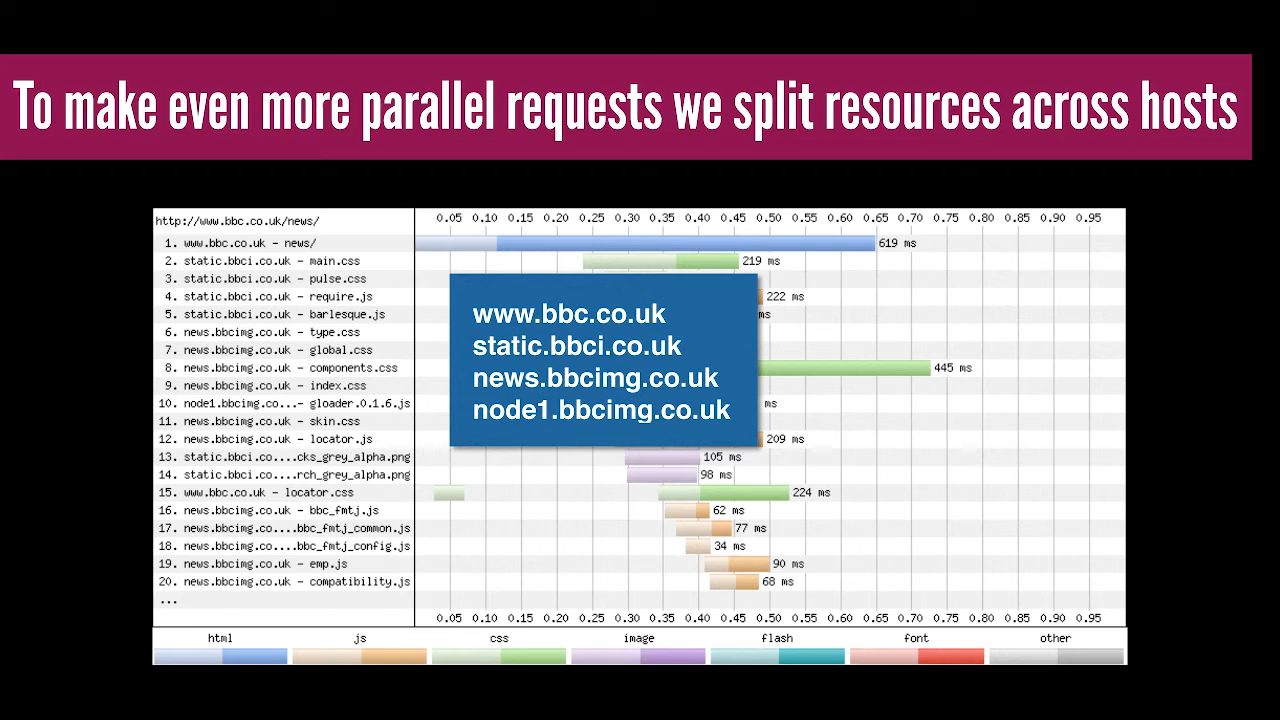 To make even more parallel requests we split resources across hosts
http://www.bbc.co.uk/news/
0.05 0.10 0.15 0.20 0.25 0.30 0.35 0.40 0.45 0.50 0.55 0.60 0.65 0.70 0.75 0.80 0.85 0.90 0.95
1. www.bbc.co.uk - news/ 619 ms
2. static.bbci.co.uk - main.css 219 ms
3. static.bbci.co.uk - pulse.css
4. static.bbci.co.uk - require.js 222 ms
5. static.bbci.co.uk - barlesque.js ms
6. news.bbcimg.co.uk - type.css
7. news.bbcimg.co.uk - global.css
8. news.bbcimg.co.uk - components.css 445 ms
9. news.bbcimg.co.uk - index.css
10. node1.bbcimg.co...- gloader.0.1.6.js ms
11. news.bbcimg.co.uk - skin.css
12. news.bbcimg.co.uk - locator.js 209 ms
13. static.bbci.co....cks_grey_alpha.png 105 ms
14. static.bbci.co....rch_grey_alpha.png 98 ms
15. www.bbc.co.uk - locator.css 224 ms
16. news.bbcimg.co.uk - bbc_fmtj.js 62 ms
17. news.bbcimg.co....bbc_fmtj_common.js 77 ms
18. news.bbcimg.co....bbc_fmtj_config.js 34 ms
19. news.bbcimg.co.uk - emp.js 90 ms
20. news.bbcimg.co.uk - compatibility.js 68 ms
...
www.bbc.co.uk
static.bbci.co.uk
news.bbcimg.co.uk
node1.bbcimg.co.uk
0.05 0.10 0.15 0.20 0.25 0.30 0.35 0.40 0.45 0.50 0.55 0.60 0.65 0.70 0.75 0.80 0.85 0.90 0.95
html js css image flash font other